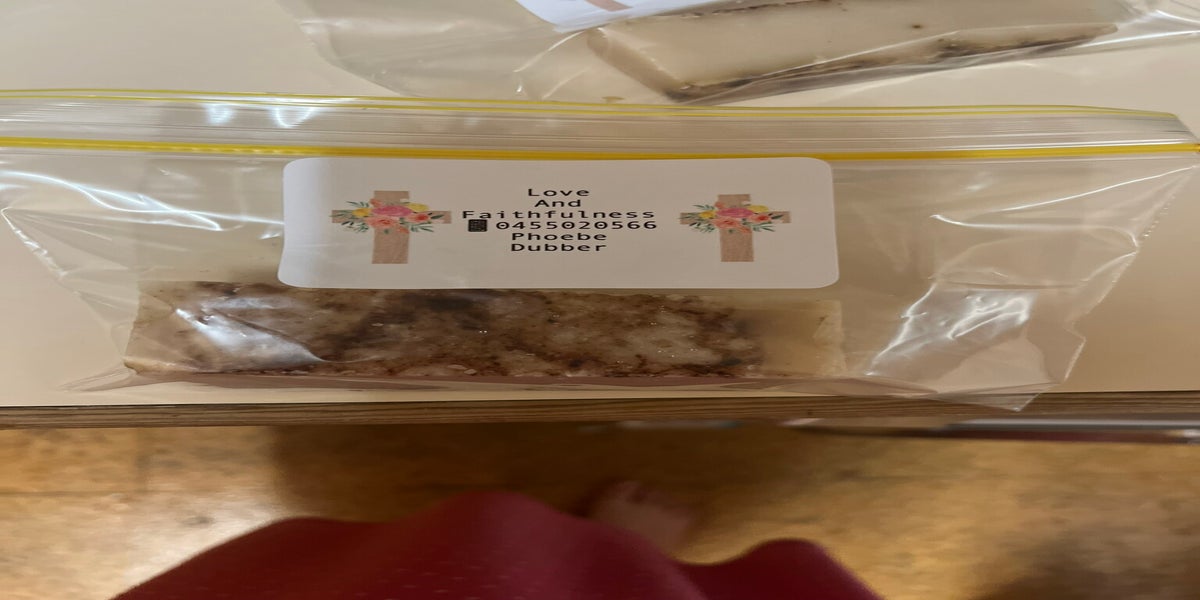 Love
And
Faithfulness
0455020566
Phoebe
Dubber